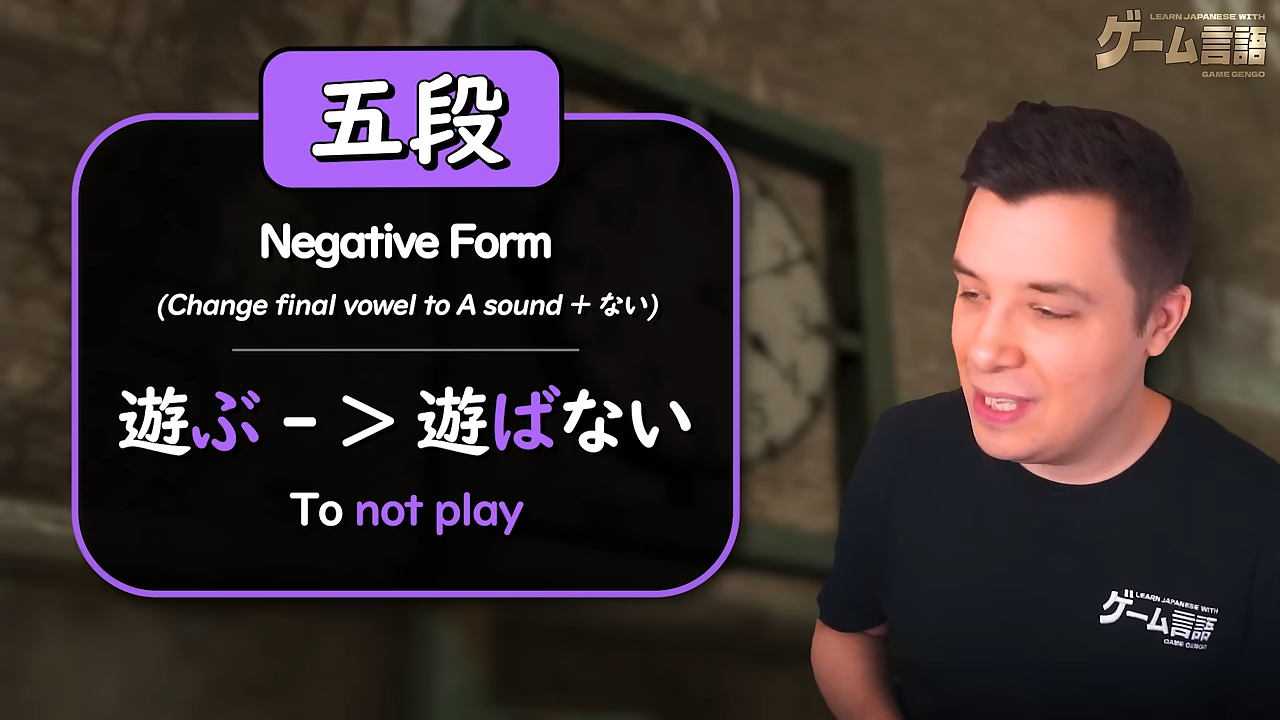 五段
Negative Form
(Change final vowel to A sound + ない)
遊ぶ - > 遊ばない
To not play
LEARN JAPANESE WITH
ゲーム言語
GAME GENGO
LEARN JAPANESE WITH
ゲーム言語
GAME GENGO